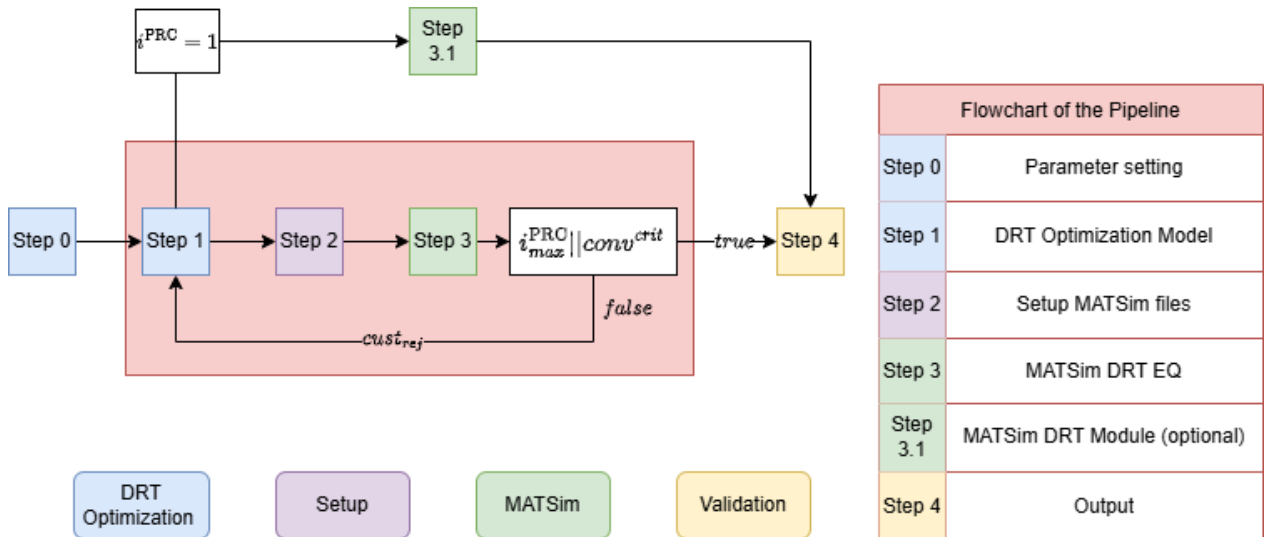 i^PRC = 1
Step
3.1
Step 0
Step 1
Step 2
Step 3
i_max^PRC||conv^crit
true
Step 4
false
cust_rej
DRT
Optimization
Setup
MATSim
Validation
Flowchart of the Pipeline
Step 0 Parameter setting
Step 1 DRT Optimization Model
Step 2 Setup MATSim files
Step 3 MATSim DRT EQ
Step
3.1 MATSim DRT Module (optional)
Step 4 Output